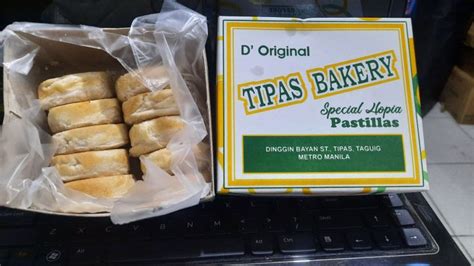 D' Original
TIPAS BAKERY
Special Hopia
Pastillas
DINGGIN BAYAN ST., TIPAS, TAGUIG
METRO MANILA